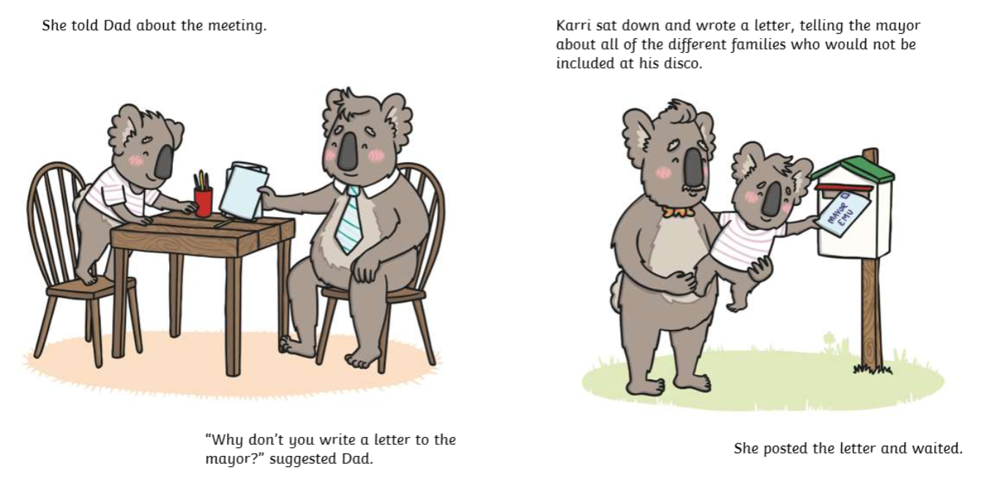 She told Dad about the meeting.
“Why don’t you write a letter to the
mayor?” suggested Dad.
Karri sat down and wrote a letter, telling the mayor
about all of the different families who would not be
included at his disco.
MAYOR
EMU
She posted the letter and waited.